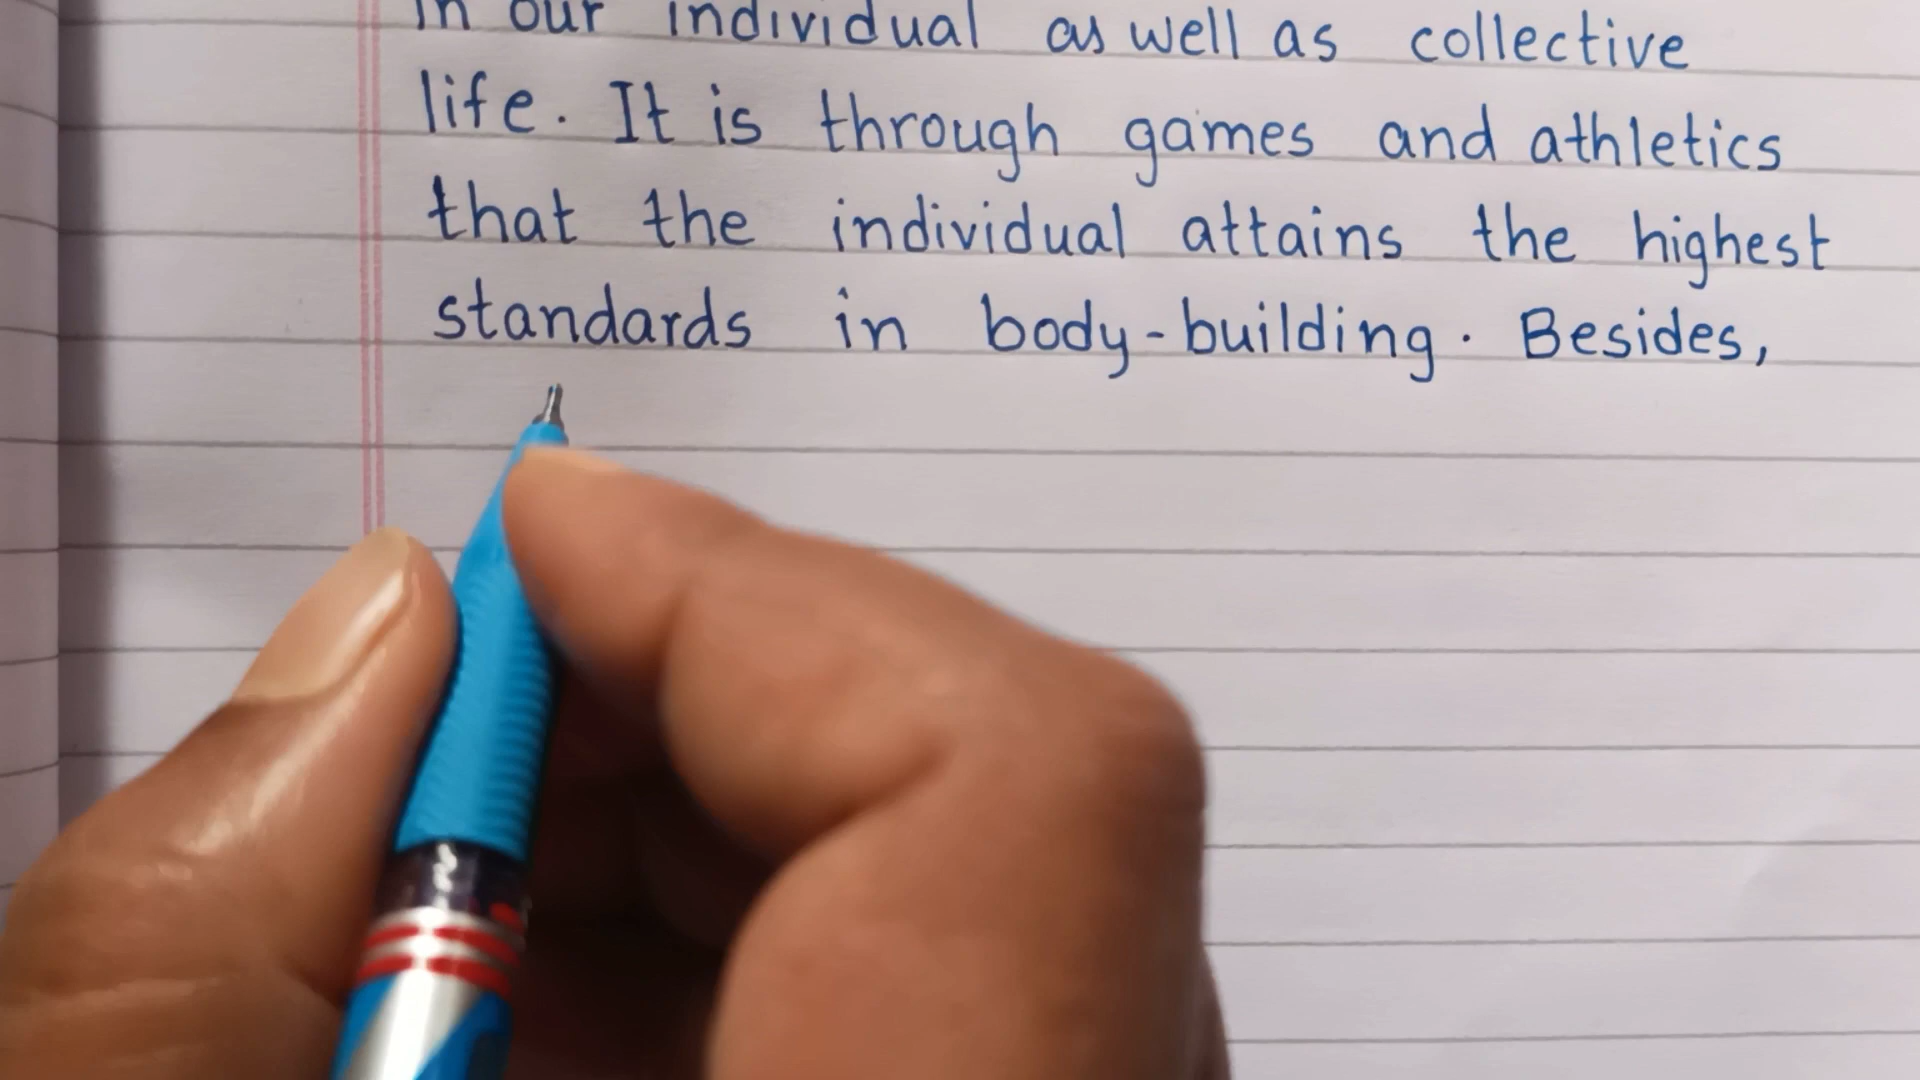 in our individual as well as collective
life. It is through games and athletics
that the individual attains the highest
standards in body-building. Besides,